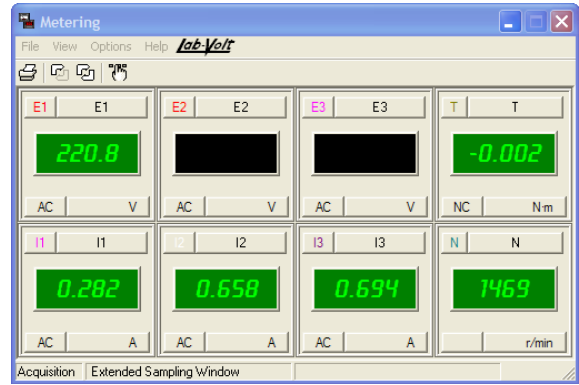 Metering
File View Options Help Lab-Volt
E1 E1 E2 E2 E3 E3 T T
220.8 -0.002
AC V AC V AC V NC N·m
I1 I1 I2 I2 I3 I3 N N
0.282 0.658 0.694 1469
AC A AC A AC A r/min
Acquisition Extended Sampling Window